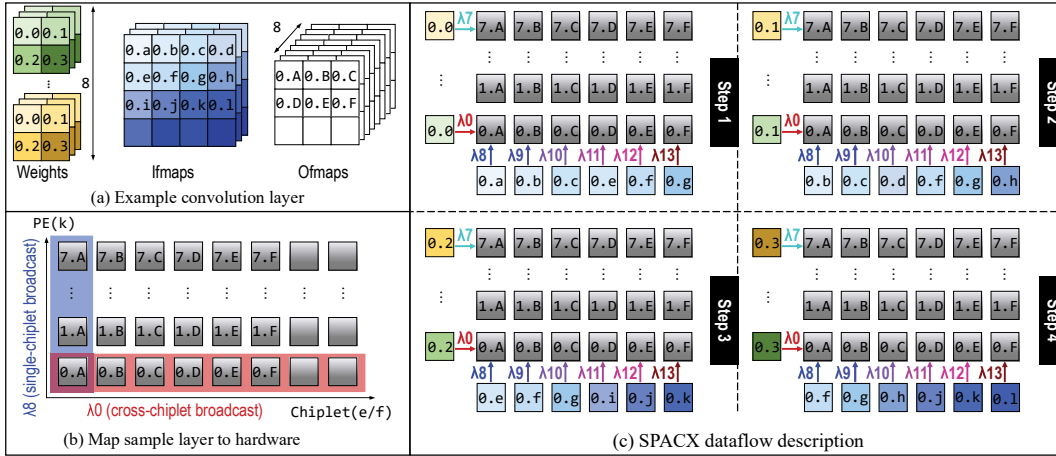 0.0 0.1
0.2 0.3
⋮
0.0 0.1
0.2 0.3
8
Weights
0.a 0.b 0.c 0.d
0.e 0.f 0.g 0.h
0.i 0.j 0.k 0.l
Ifmaps
8
0.A 0.B 0.C
0.D 0.E 0.F
Ofmaps
(a) Example convolution layer
PE(k)
7.A 7.B 7.C 7.D 7.E 7.F
1.A 1.B 1.C 1.D 1.E 1.F
0.A 0.B 0.C 0.D 0.E 0.F
λ8 (single-chiplet broadcast)
λ0 (cross-chiplet broadcast)
Chiplet(e/f)
(b) Map sample layer to hardware
0.0 λ7 7.A 7.B 7.C 7.D 7.E 7.F
1.A 1.B 1.C 1.D 1.E 1.F
0.0 λ0 0.A 0.B 0.C 0.D 0.E 0.F
λ8 λ9 λ10 λ11 λ12 λ13
0.a 0.b 0.c 0.e 0.f 0.g
Step 1
0.1 λ7 7.A 7.B 7.C 7.D 7.E 7.F
1.A 1.B 1.C 1.D 1.E 1.F
0.1 λ0 0.A 0.B 0.C 0.D 0.E 0.F
λ8 λ9 λ10 λ11 λ12 λ13
0.b 0.c 0.d 0.f 0.g 0.h
Step 2
0.2 λ7 7.A 7.B 7.C 7.D 7.E 7.F
1.A 1.B 1.C 1.D 1.E 1.F
0.2 λ0 0.A 0.B 0.C 0.D 0.E 0.F
λ8 λ9 λ10 λ11 λ12 λ13
0.e 0.f 0.g 0.i 0.j 0.k
Step 3
0.3 λ7 7.A 7.B 7.C 7.D 7.E 7.F
1.A 1.B 1.C 1.D 1.E 1.F
0.3 λ0 0.A 0.B 0.C 0.D 0.E 0.F
λ8 λ9 λ10 λ11 λ12 λ13
0.f 0.g 0.h 0.j 0.k 0.l
Step 4
(c) SPACX dataflow description